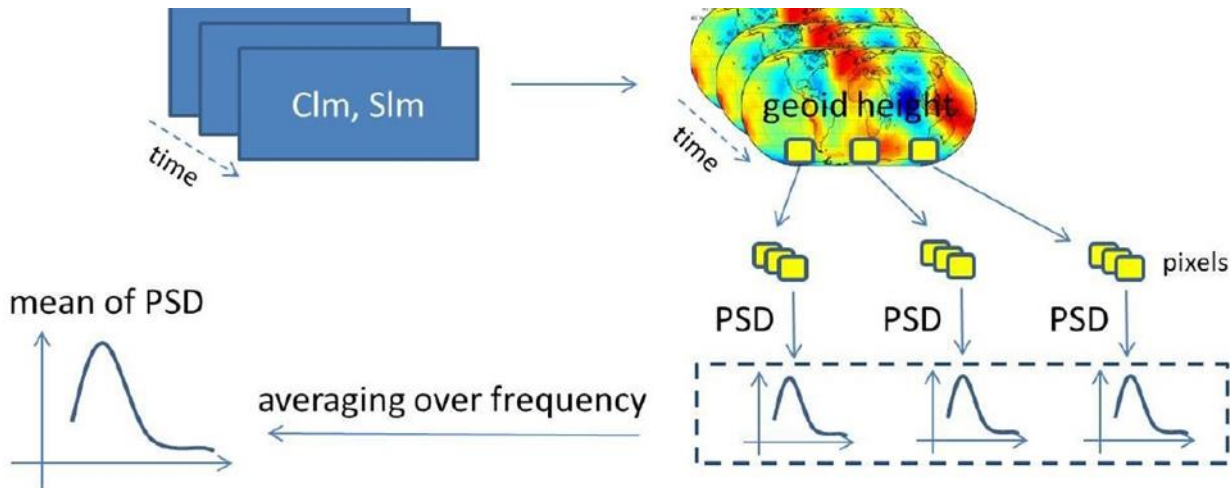 Clm, Slm
time
geoid height
time
pixels
PSD
PSD
PSD
mean of PSD
averaging over frequency